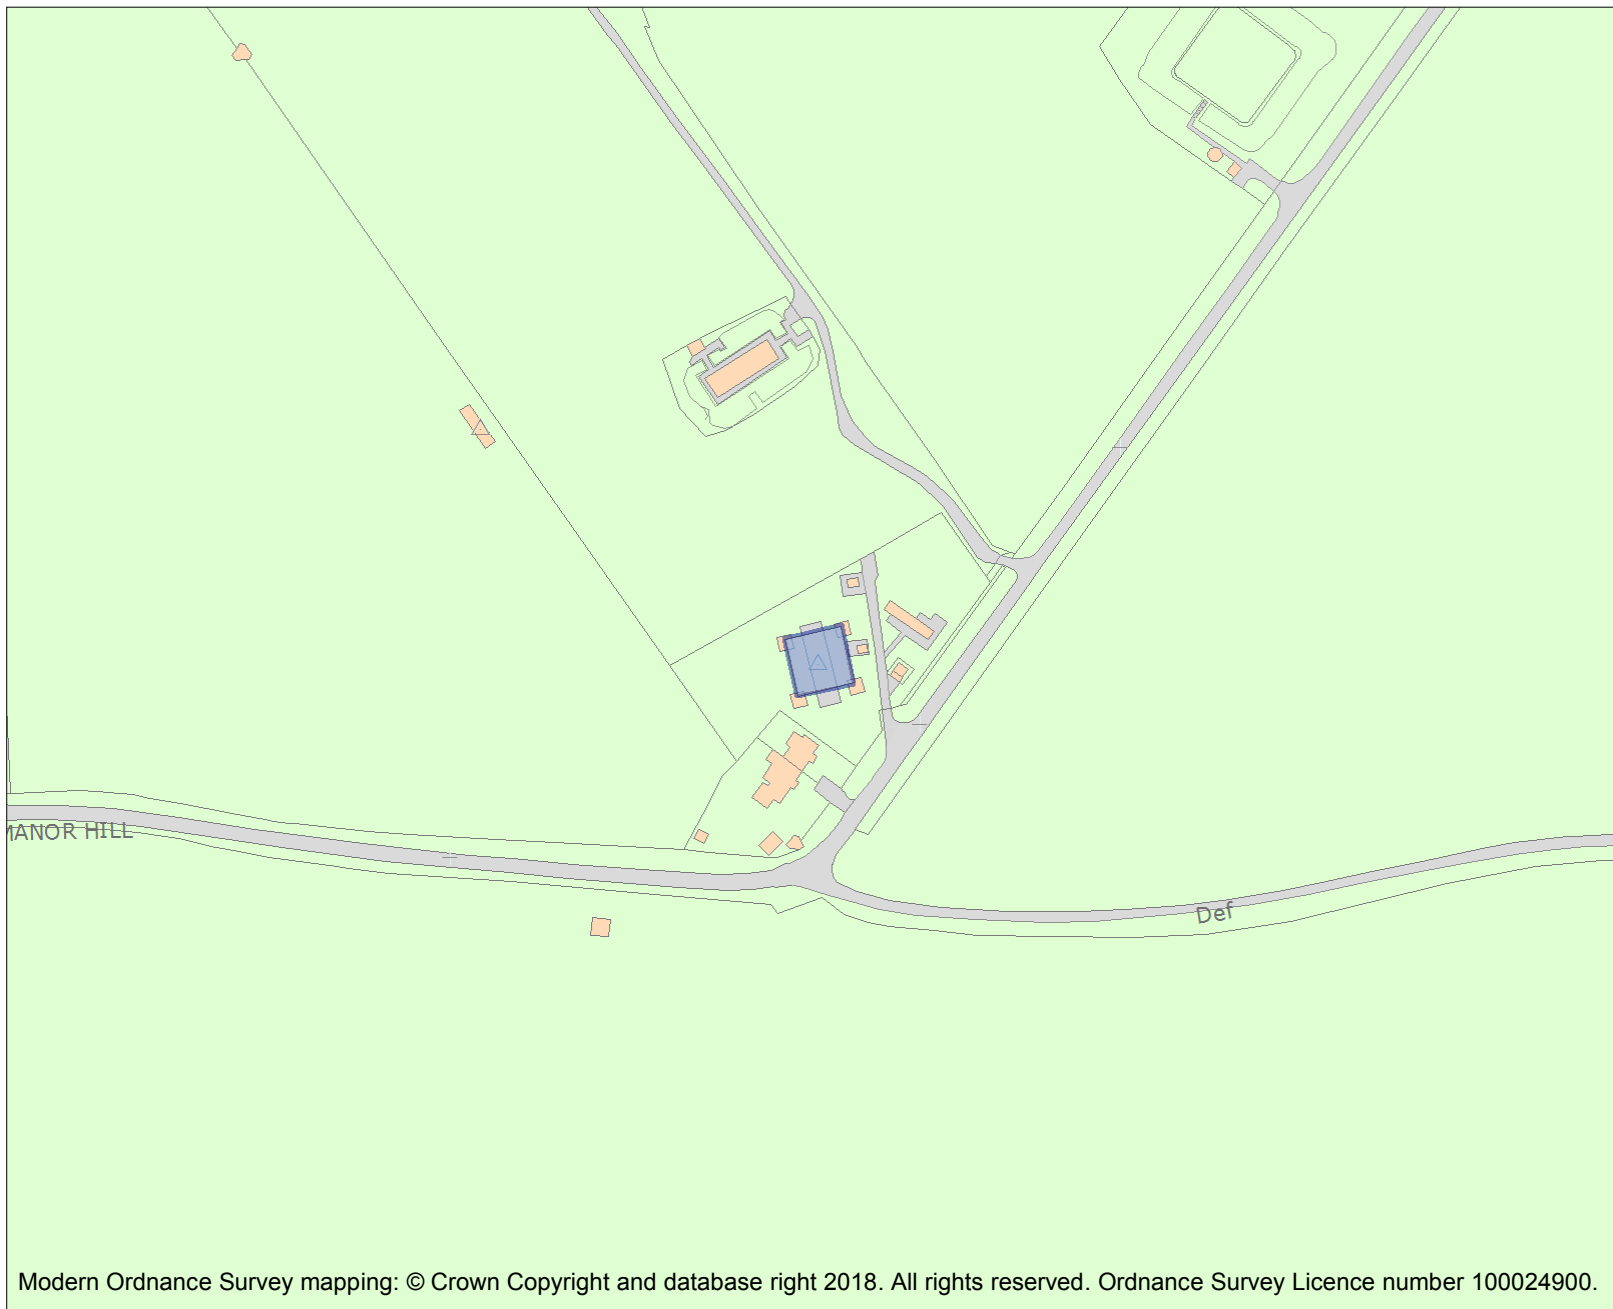 MANOR HILL
Def
Modern Ordnance Survey mapping: © Crown Copyright and database right 2018. All rights reserved. Ordnance Survey Licence number 100024900.